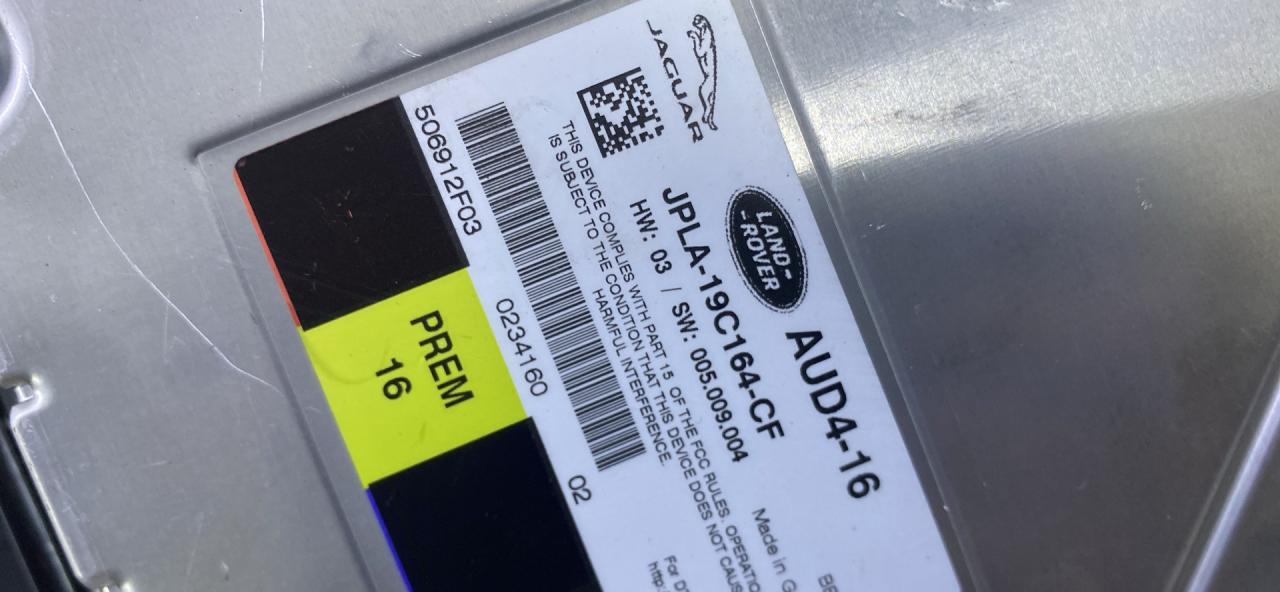 JAGUAR
LAND-
-ROVER
AUD4-16
JPLA-19C164-CF
HW: 03 / SW: 005.009.004
Made in
THIS DEVICE COMPLIES WITH PART 15 OF THE FCC RULES.
IS SUBJECT TO THE CONDITION THAT THIS DEVICE DOES NOT
HARMFUL INTERFERENCE.
For
506912F03 0234160 02
PREM
16